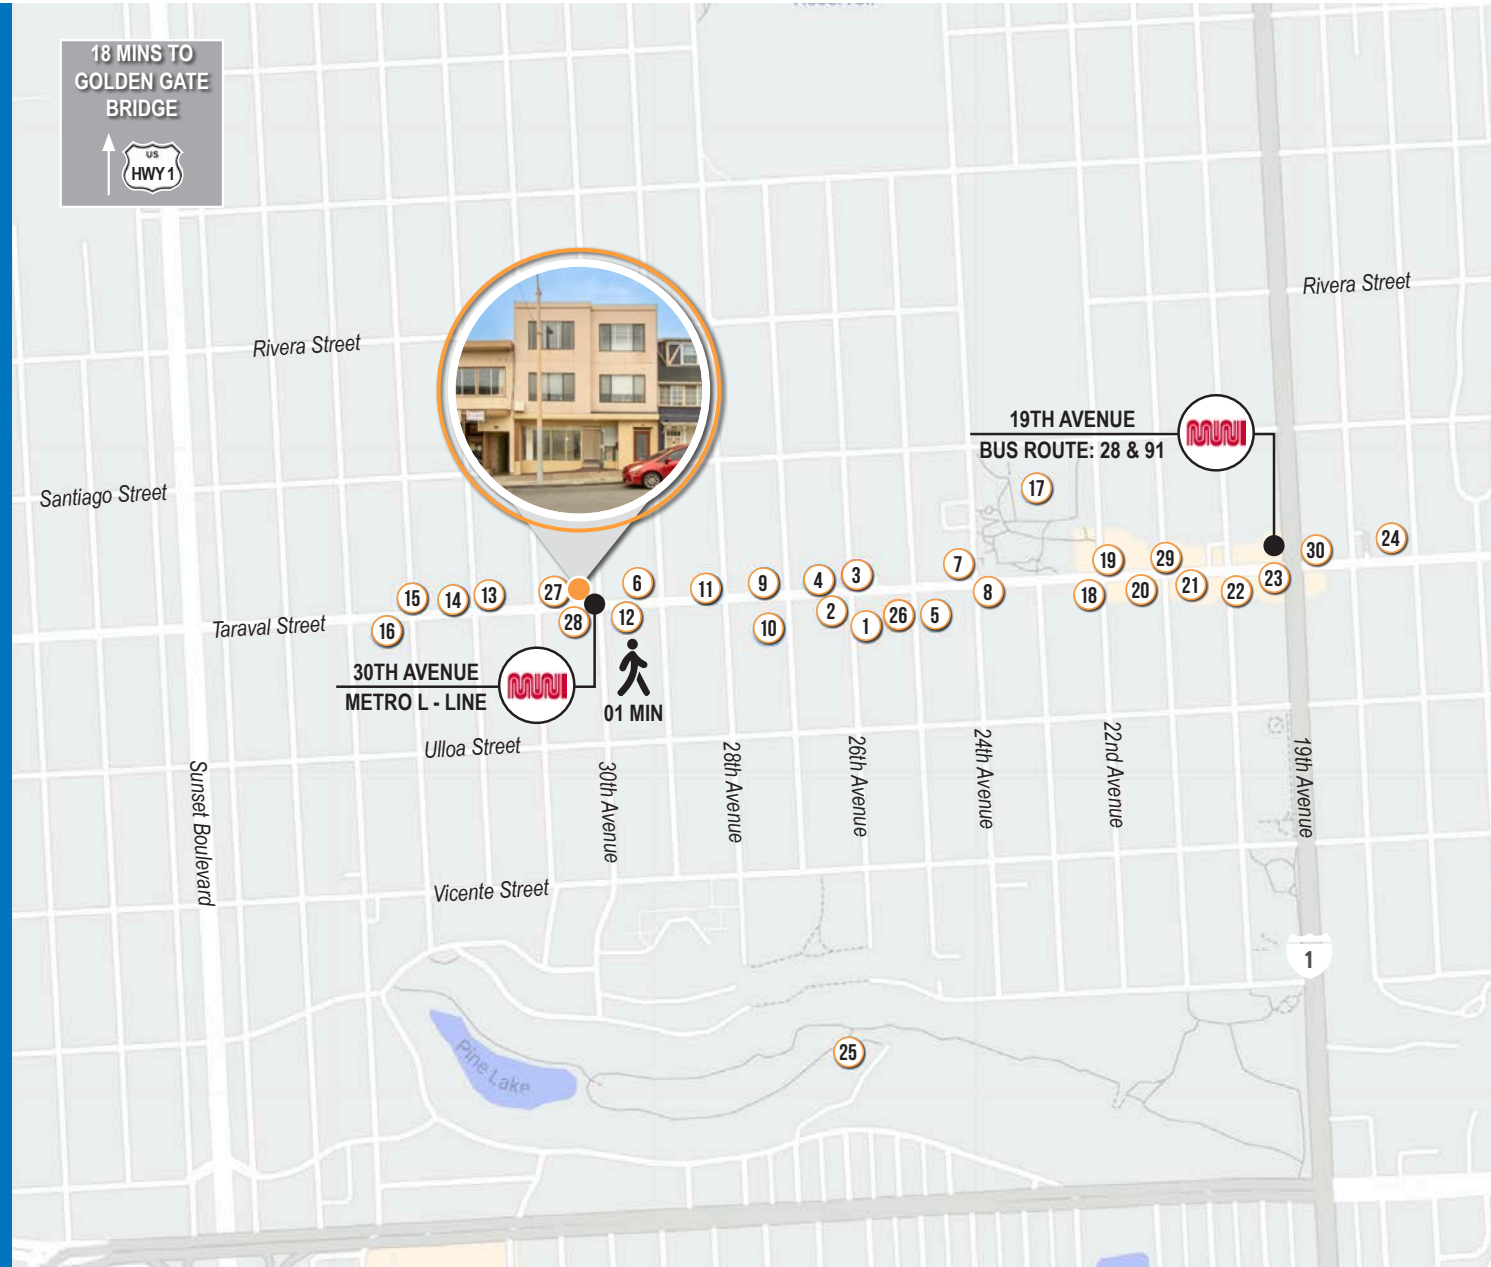 Reservoir
18 MINS TO
GOLDEN GATE
BRIDGE
US
HWY 1
Rivera Street
Rivera Street
19TH AVENUE
BUS ROUTE: 28 & 91
MUNI
Santiago Street
17
24
30
29
19
7
3
4
9
6
11
27
13
14
15
8
23
21
22
20
18
5
26
1
2
10
12
28
16
Taraval Street
30TH AVENUE
METRO L - LINE
MUNI
01 MIN
Ulloa Street
Sunset Boulevard
30th Avenue
28th Avenue
26th Avenue
24th Avenue
22nd Avenue
19th Avenue
Vicente Street
1
Pine Lake
25